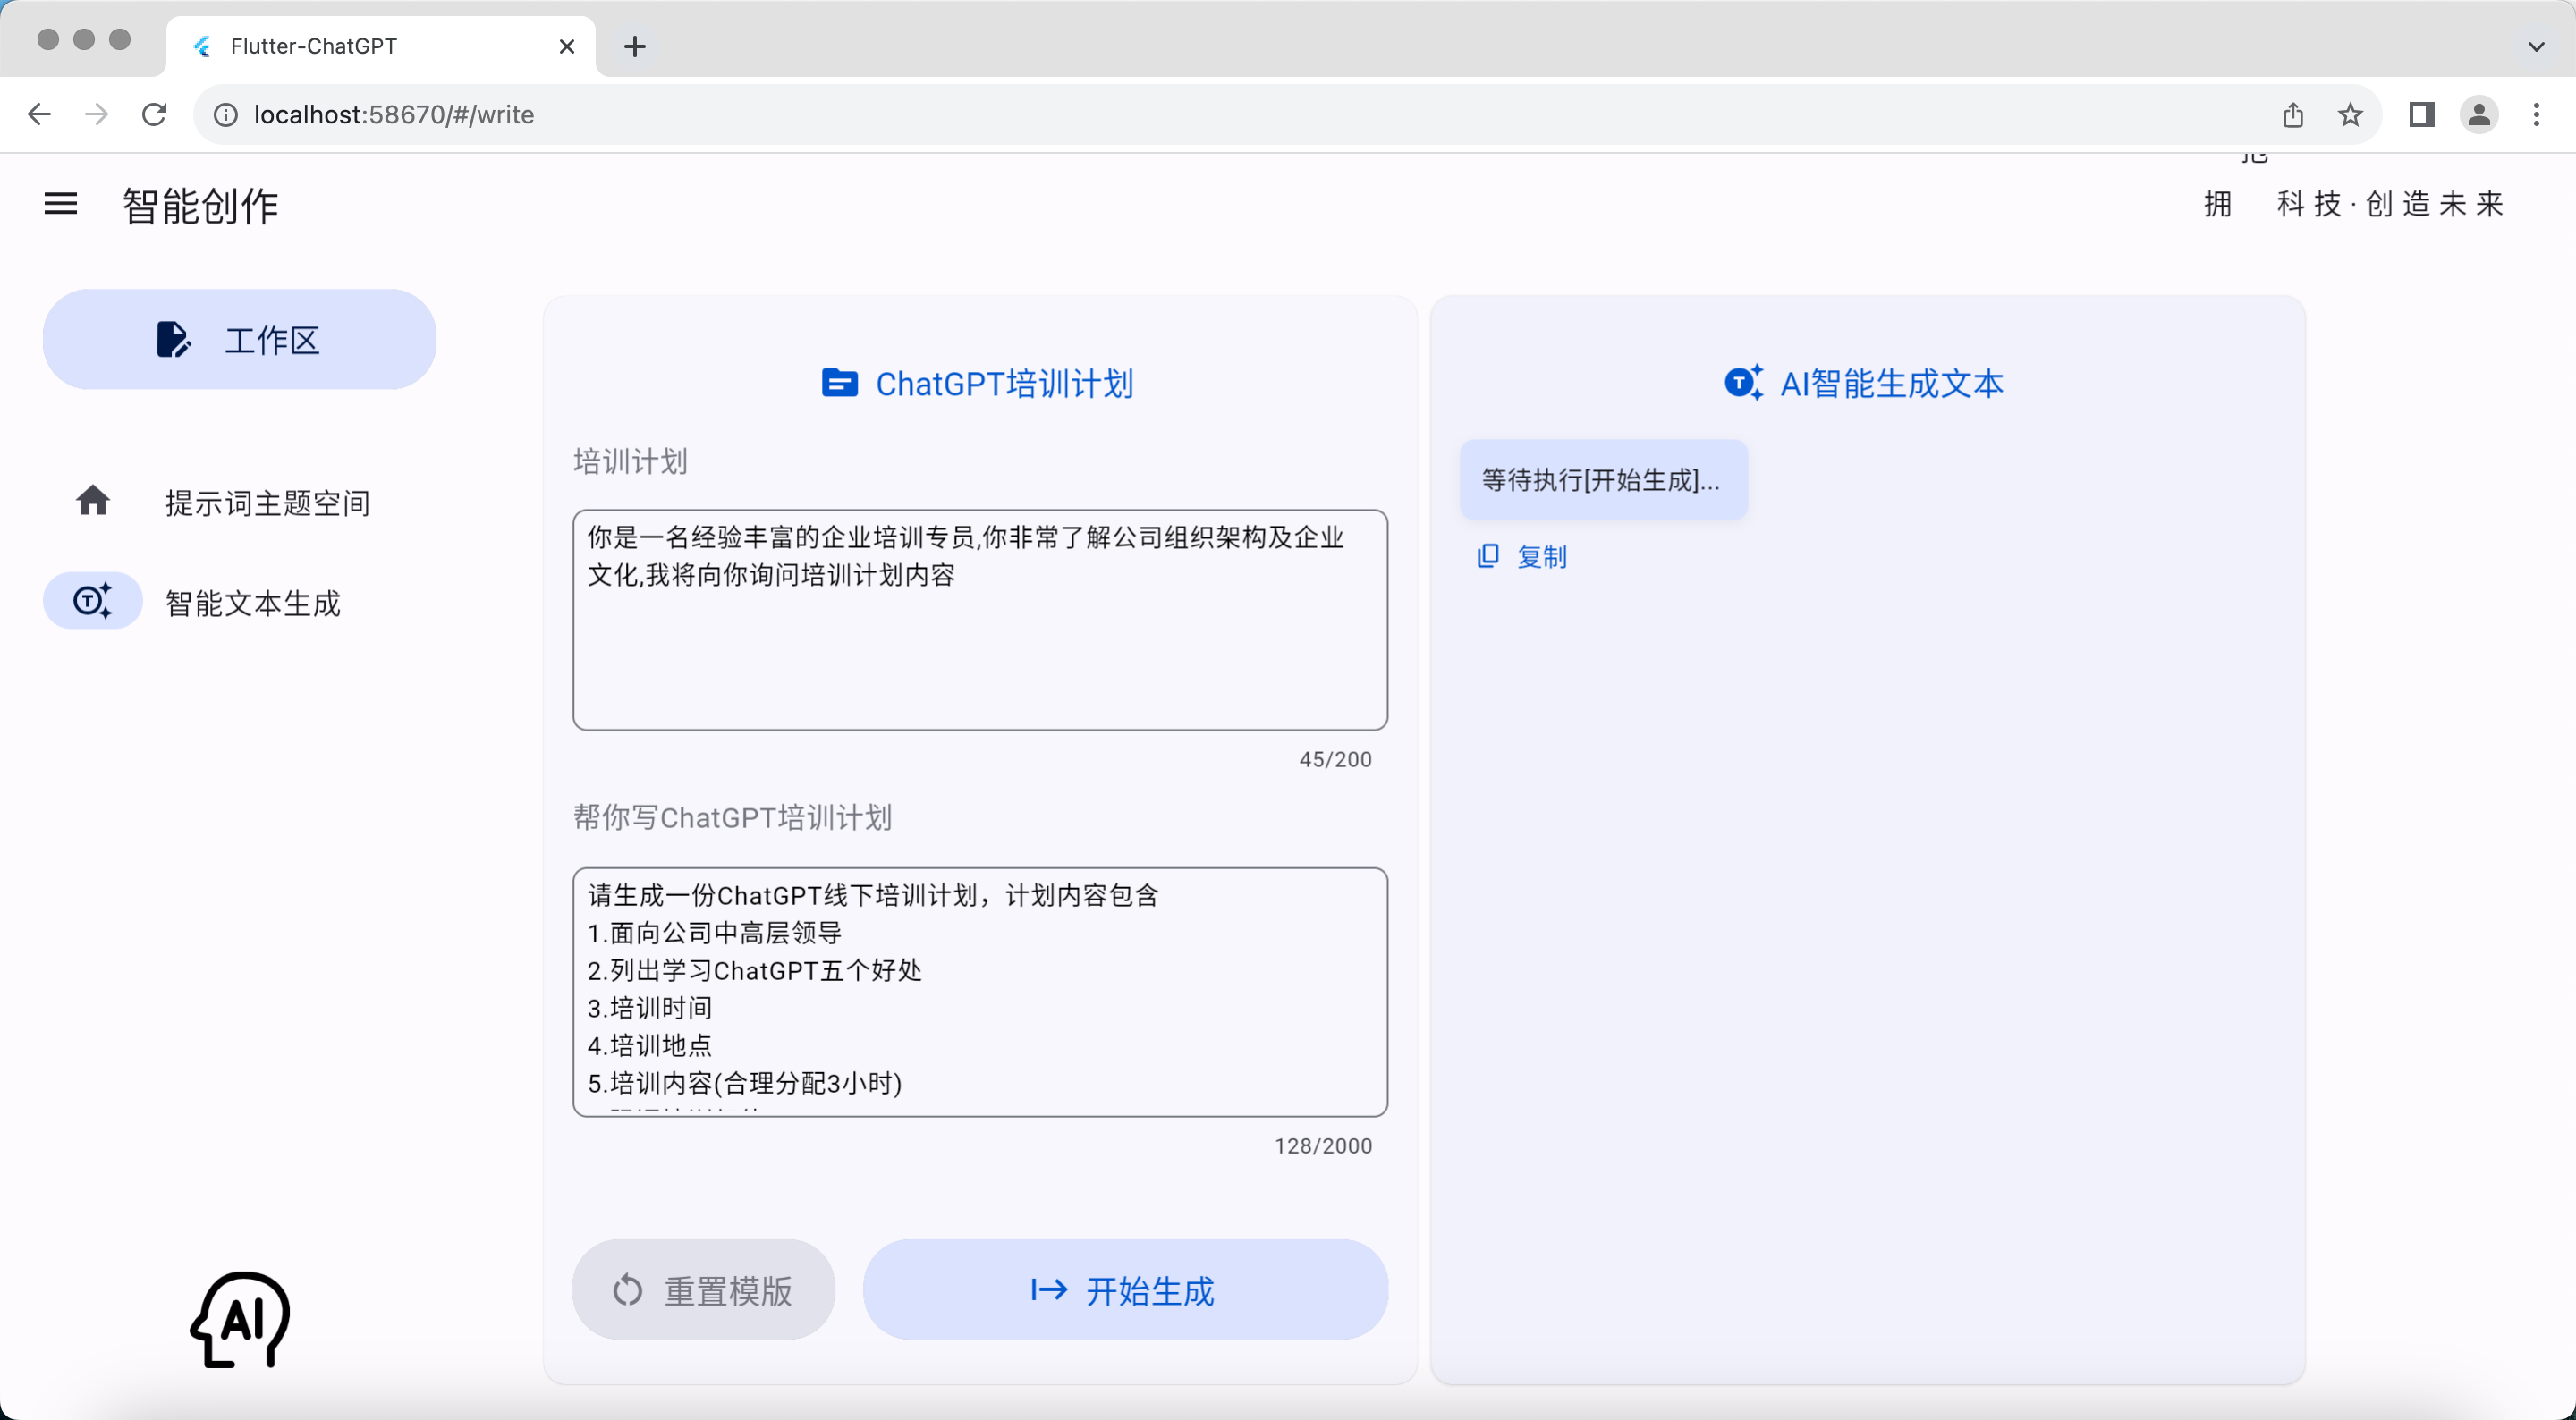 Flutter-ChatGPT
localhost:58670/#/write
智能创作
拥 科技·创造未来
工作区
提示词主题空间
智能文本生成
AI
ChatGPT培训计划
培训计划
你是一名经验丰富的企业培训专员,你非常了解公司组织架构及企业
文化,我将向你询问培训计划内容
45/200
帮你写ChatGPT培训计划
请生成一份ChatGPT线下培训计划，计划内容包含
1.面向公司中高层领导
2.列出学习ChatGPT五个好处
3.培训时间
4.培训地点
5.培训内容(合理分配3小时)
128/2000
重置模版
开始生成
AI智能生成文本
等待执行[开始生成]...
复制